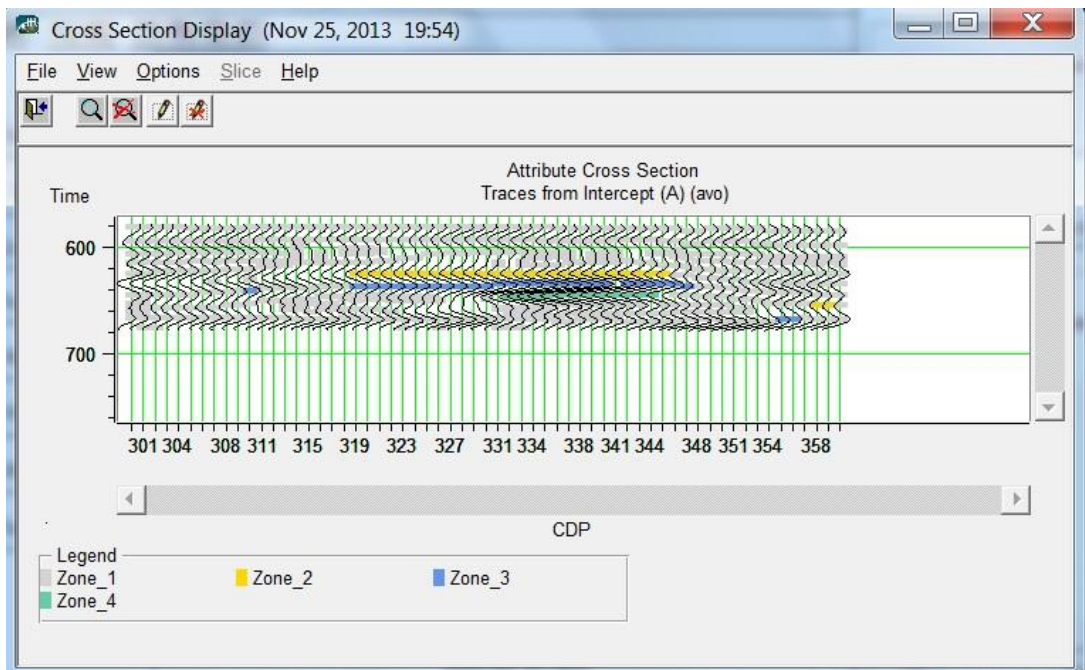 Cross Section Display (Nov 25, 2013 19:54)
File View Options Slice Help
Attribute Cross Section
Time
Traces from Intercept (A) (avo)
600
700
301 304 308 311 315 319 323 327 331 334 338 341 344 348 351 354 358
CDP
Legend
Zone_1 Zone_2 Zone_3
Zone_4